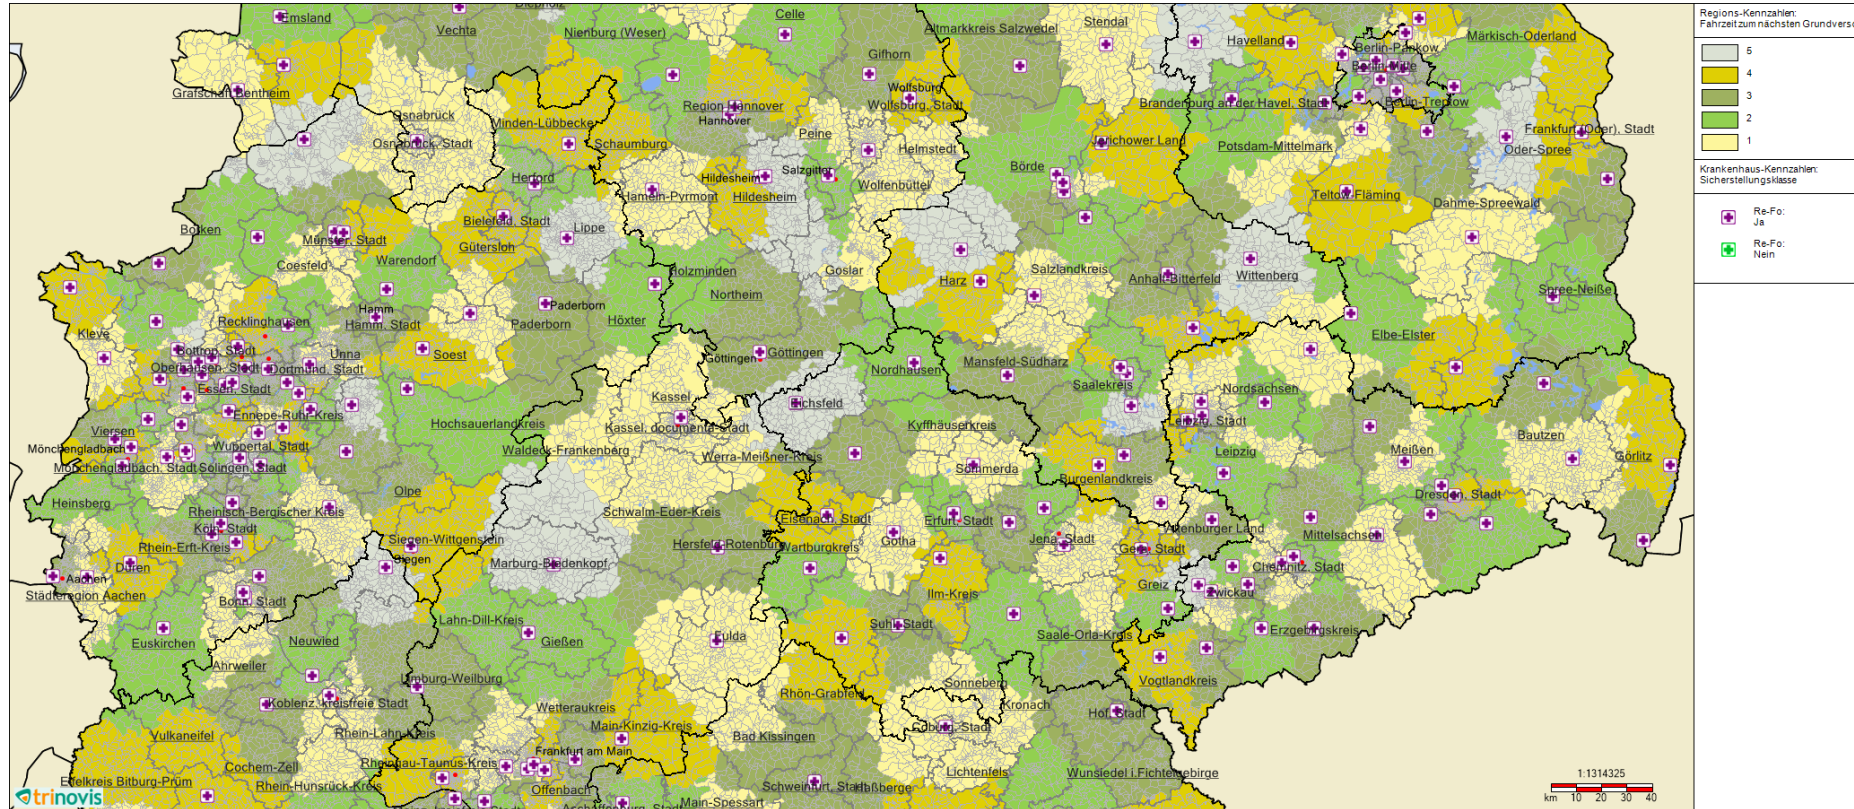 Emsland
Vechta
Diepholz
Nienburg (Weser)
Celle
Gifhorn
Altmarkkreis Salzwedel
Stendal
Havelland
Berlin-Pankow
Berlin-Mitte
Märkisch-Oderland
Grafschaft Bentheim
Osnabrück
Osnabrück, Stadt
Minden-Lübbecke
Schaumburg
Region Hannover
Hannover
Wolfsburg
Wolfsburg, Stadt
Peine
Helmstedt
Brandenburg an der Havel, Stadt
Berlin-Treptow
Frankfurt (Oder), Stadt
Oder-Spree
Jerichower Land
Potsdam-Mittelmark
Herford
Hildesheim
Hildesheim
Salzgitter
Wolfenbüttel
Börde
Hameln-Pyrmont
Teltow-Fläming
Dahme-Spreewald
Borken
Münster, Stadt
Bielefeld, Stadt
Gütersloh
Lippe
Coesfeld
Warendorf
Holzminden
Goslar
Harz
Salzlandkreis
Anhalt-Bitterfeld
Wittenberg
Spree-Neiße
Northeim
Kleve
Recklinghausen
Hamm
Hamm, Stadt
Paderborn
Paderborn
Höxter
Elbe-Elster
Bottrop, Stadt
Oberhausen, Stadt
Dortmund, Stadt
Unna
Soest
Göttingen
Göttingen
Nordhausen
Mansfeld-Südharz
Saalekreis
Nordsachsen
Essen, Stadt
Ennepe-Ruhr-Kreis
Hochsauerlandkreis
Kassel
Kassel, documenta-Stadt
Eichsfeld
Kyffhäuserkreis
Leipzig, Stadt
Leipzig
Meißen
Bautzen
Görlitz
Viersen
Mönchengladbach
Mönchengladbach, Stadt
Wuppertal, Stadt
Solingen, Stadt
Waldeck-Frankenberg
Werra-Meißner-Kreis
Sömmerda
Burgenlandkreis
Dresden, Stadt
Heinsberg
Rheinisch-Bergischer Kreis
Olpe
Schwalm-Eder-Kreis
Köln, Stadt
Rhein-Erft-Kreis
Siegen-Wittgenstein
Siegen
Hersfeld-Rotenburg
Eisenach, Stadt
Wartburgkreis
Gotha
Erfurt, Stadt
Jena, Stadt
Gera, Stadt
Altenburger Land
Mittelsachsen
Chemnitz, Stadt
Düren
Aachen
Städteregion Aachen
Bonn, Stadt
Marburg-Biedenkopf
Ilm-Kreis
Greiz
Zwickau
Euskirchen
Neuwied
Lahn-Dill-Kreis
Gießen
Fulda
Suhl, Stadt
Saale-Orla-Kreis
Erzgebirgskreis
Ahrweiler
Limburg-Weilburg
Rhön-Grabfeld
Sonneberg
Vogtlandkreis
Koblenz, kreisfreie Stadt
Wetteraukreis
Main-Kinzig-Kreis
Kronach
Hof, Stadt
Vulkaneifel
Rhein-Lahn-Kreis
Bad Kissingen
Coburg, Stadt
Frankfurt am Main
Rheingau-Taunus-Kreis
Cochem-Zell
Eifelkreis Bitburg-Prüm
Rhein-Hunsrück-Kreis
Offenbach
Schweinfurt, Stadt
Haßberge
Lichtenfels
Wunsiedel i.Fichtelgebirge
Aschaffenburg, Stadt
Main-Spessart
trinovis
Regions-Kennzahlen:
Fahrzeit zum nächsten Grundverso
5
4
3
2
1
Krankenhaus-Kennzahlen:
Sicherstellungsklasse
Re-Fo:
Ja
Re-Fo:
Nein
1:1314325
km 10 20 30 40